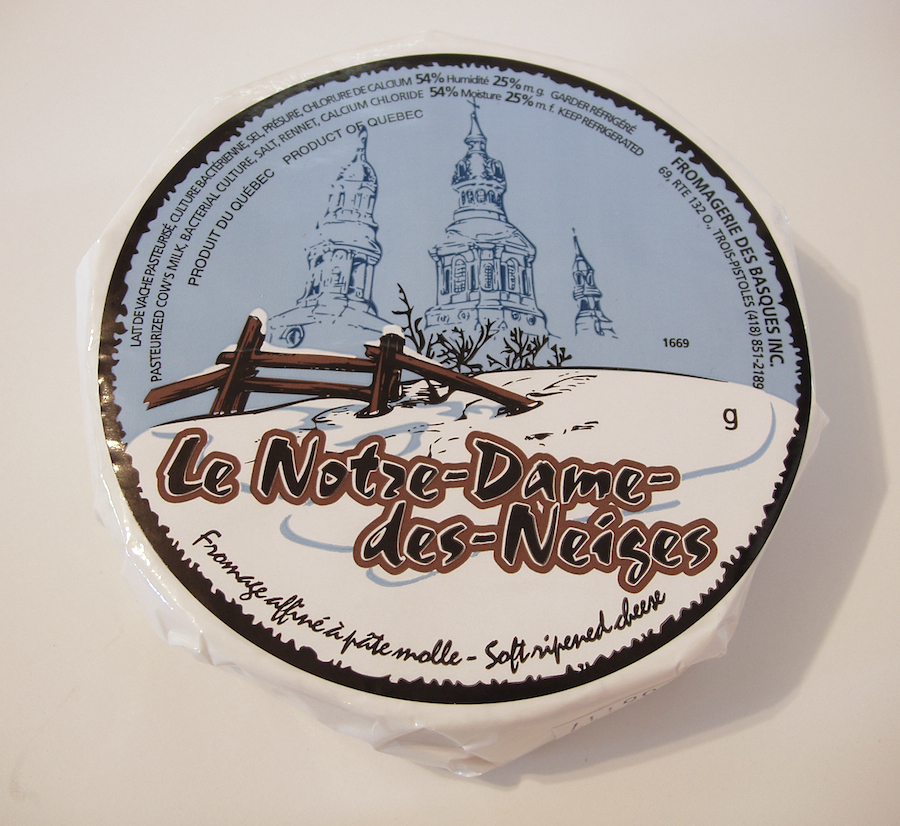 LAIT DE VACHE PASTEURISÉ, CULTURE BACTÉRIENNE, SEL, PRÉSURE, CHLORURE DE CALCIUM 54% Humidité 25% m.g. GARDER RÉFRIGÉRÉ
PASTEURIZED COW'S MILK, BACTERIAL CULTURE, SALT, RENNET, CALCIUM CHLORIDE 54% Moisture 25% m.f. KEEP REFRIGERATED
PRODUIT DU QUÉBEC PRODUCT OF QUEBEC
FROMAGERIE DES BASQUES INC.
69, RTE 132 O., TROIS-PISTOLES (418) 851-2189
1669
g
Le Notre-Dame-
des-Neiges
Fromage affiné à pâte molle - Soft ripened cheese